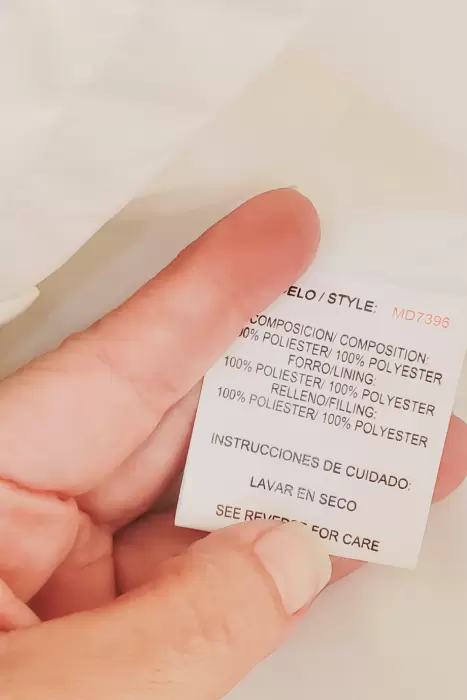 ELO / STYLE: MD7396
COMPOSICION/ COMPOSITION:
00% POLIESTER/ 100% POLYESTER
FORRO/LINING:
100% POLIESTER/ 100% POLYESTER
RELLENO/FILLING:
100% POLIESTER/ 100% POLYESTER
INSTRUCCIONES DE CUIDADO:
LAVAR EN SECO
SEE REVERSE FOR CARE